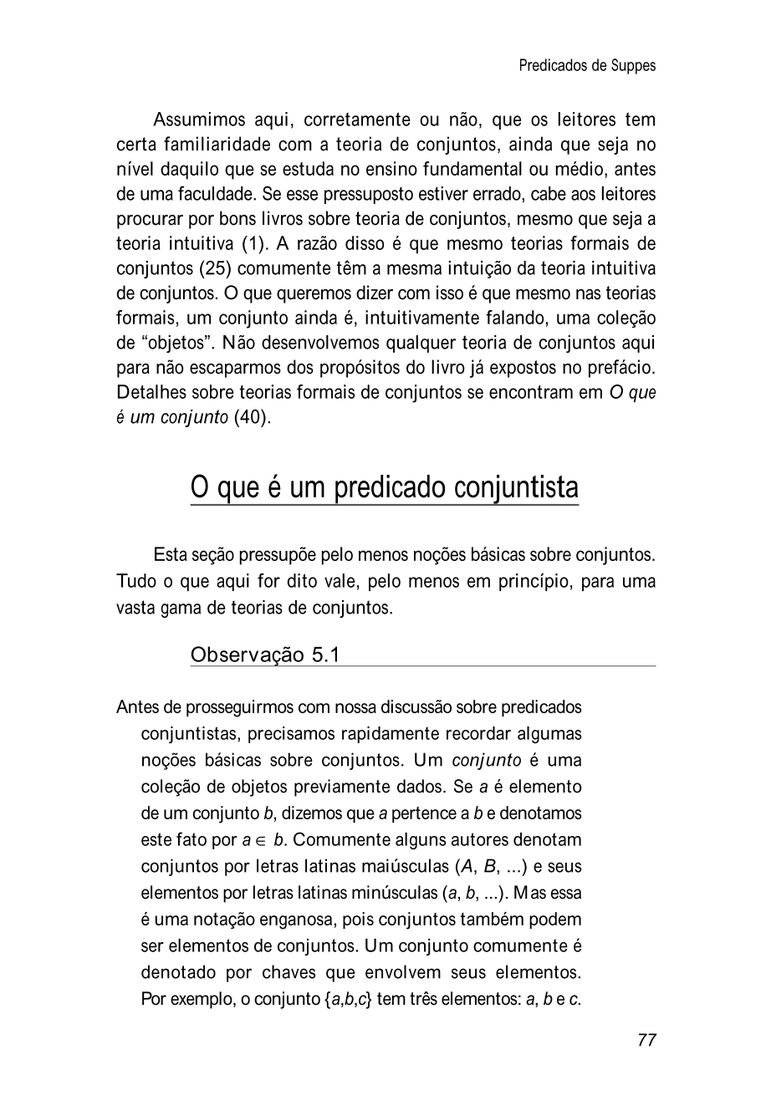 Predicados de Suppes
Assumimos aqui, corretamente ou não, que os leitores tem
certa familiaridade com a teoria de conjuntos, ainda que seja no
nível daquilo que se estuda no ensino fundamental ou médio, antes
de uma faculdade. Se esse pressuposto estiver errado, cabe aos leitores
procurar por bons livros sobre teoria de conjuntos, mesmo que seja a
teoria intuitiva (1). A razão disso é que mesmo teorias formais de
conjuntos (25) comumente têm a mesma intuição da teoria intuitiva
de conjuntos. O que queremos dizer com isso é que mesmo nas teorias
formais, um conjunto ainda é, intuitivamente falando, uma coleção
de “objetos”. Não desenvolvemos qualquer teoria de conjuntos aqui
para não escaparmos dos propósitos do livro já expostos no prefácio.
Detalhes sobre teorias formais de conjuntos se encontram em O que
é um conjunto (40).
O que é um predicado conjuntista
Esta seção pressupõe pelo menos noções básicas sobre conjuntos.
Tudo o que aqui for dito vale, pelo menos em princípio, para uma
vasta gama de teorias de conjuntos.
Observação 5.1
Antes de prosseguirmos com nossa discussão sobre predicados
conjuntistas, precisamos rapidamente recordar algumas
noções básicas sobre conjuntos. Um conjunto é uma
coleção de objetos previamente dados. Se a é elemento
de um conjunto b, dizemos que a pertence a b e denotamos
este fato por a ∈ b. Comumente alguns autores denotam
conjuntos por letras latinas maiúsculas (A, B, ...) e seus
elementos por letras latinas minúsculas (a, b, ...). Mas essa
é uma notação enganosa, pois conjuntos também podem
ser elementos de conjuntos. Um conjunto comumente é
denotado por chaves que envolvem seus elementos.
Por exemplo, o conjunto {a,b,c} tem três elementos: a, b e c.
77